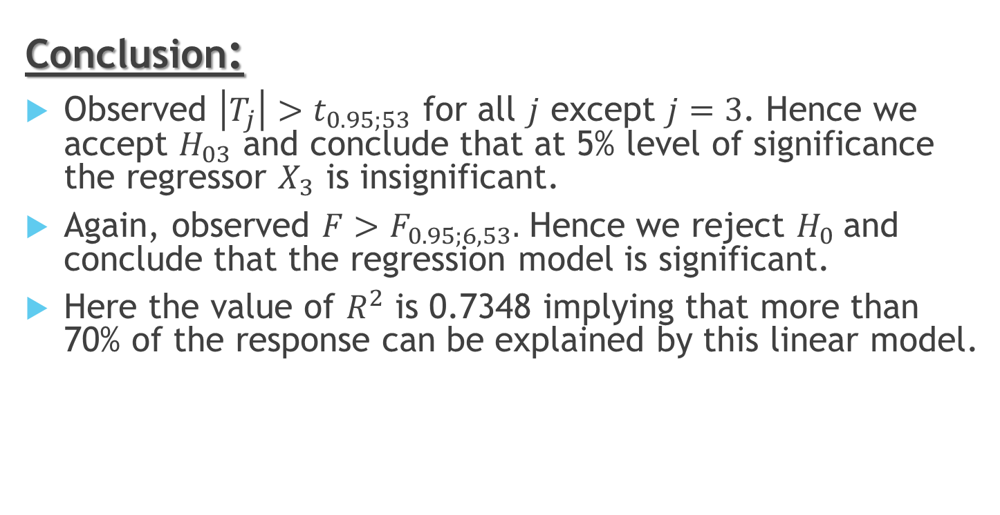 Conclusion:
Observed |T_j| > t_{0.95;53} for all j except j = 3. Hence we
accept H_{03} and conclude that at 5% level of significance
the regressor X_3 is insignificant.
Again, observed F > F_{0.95;6,53}. Hence we reject H_0 and
conclude that the regression model is significant.
Here the value of R^2 is 0.7348 implying that more than
70% of the response can be explained by this linear model.